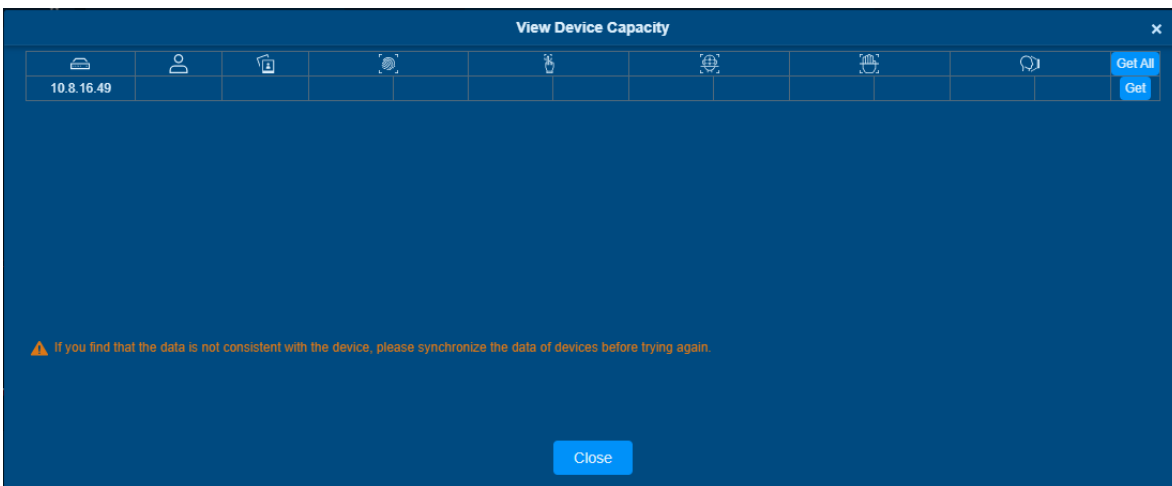 View Device Capacity ×
Get All
10.8.16.49 Get
If you find that the data is not consistent with the device, please synchronize the data of devices before trying again.
Close